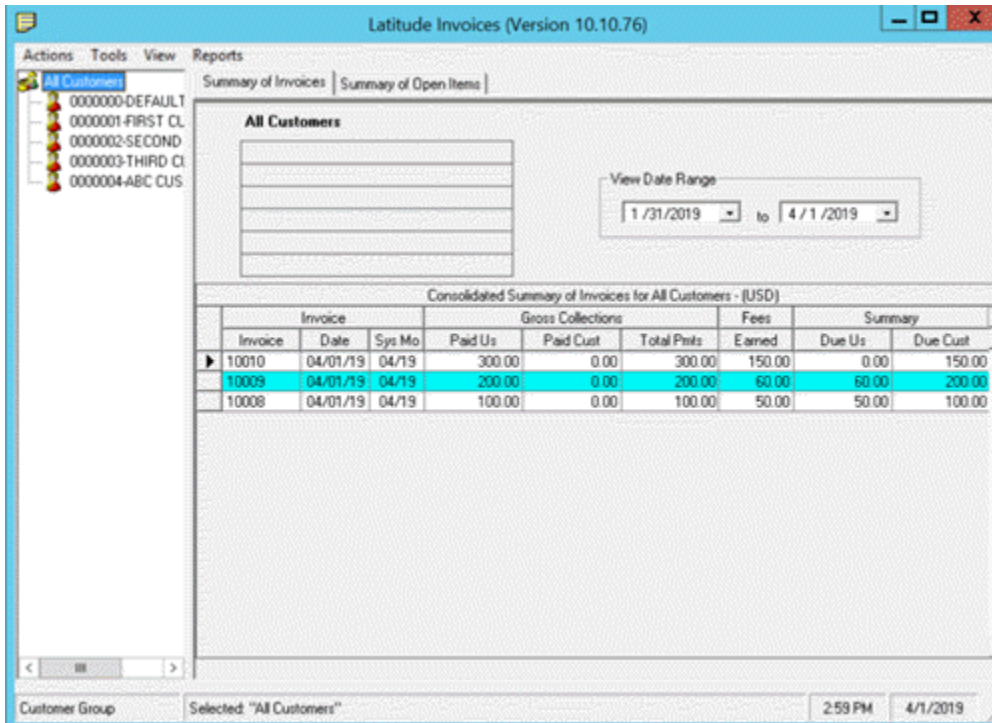 Latitude Invoices (Version 10.10.76)
Actions Tools View Reports
All Customers
0000000-DEFAULT
0000001-FIRST CL
0000002-SECOND
0000003-THIRD CI
0000004-ABC CUS
Summary of Invoices Summary of Open Items
All Customers
View Date Range
1 /31/2019 to 4 / 1 /2019
Consolidated Summary of Invoices for All Customers - (USD)
Invoice Gross Collections Fees Summary
Invoice Date Sys Mo Paid Us Paid Cust Total Pmts Earned Due Us Due Cust
10010 04/01/19 04/19 300.00 0.00 300.00 150.00 0.00 150.00
10009 04/01/19 04/19 200.00 0.00 200.00 60.00 60.00 200.00
10008 04/01/19 04/19 100.00 0.00 100.00 50.00 50.00 100.00
Customer Group Selected: "All Customers" 2:59 PM 4/1/2019